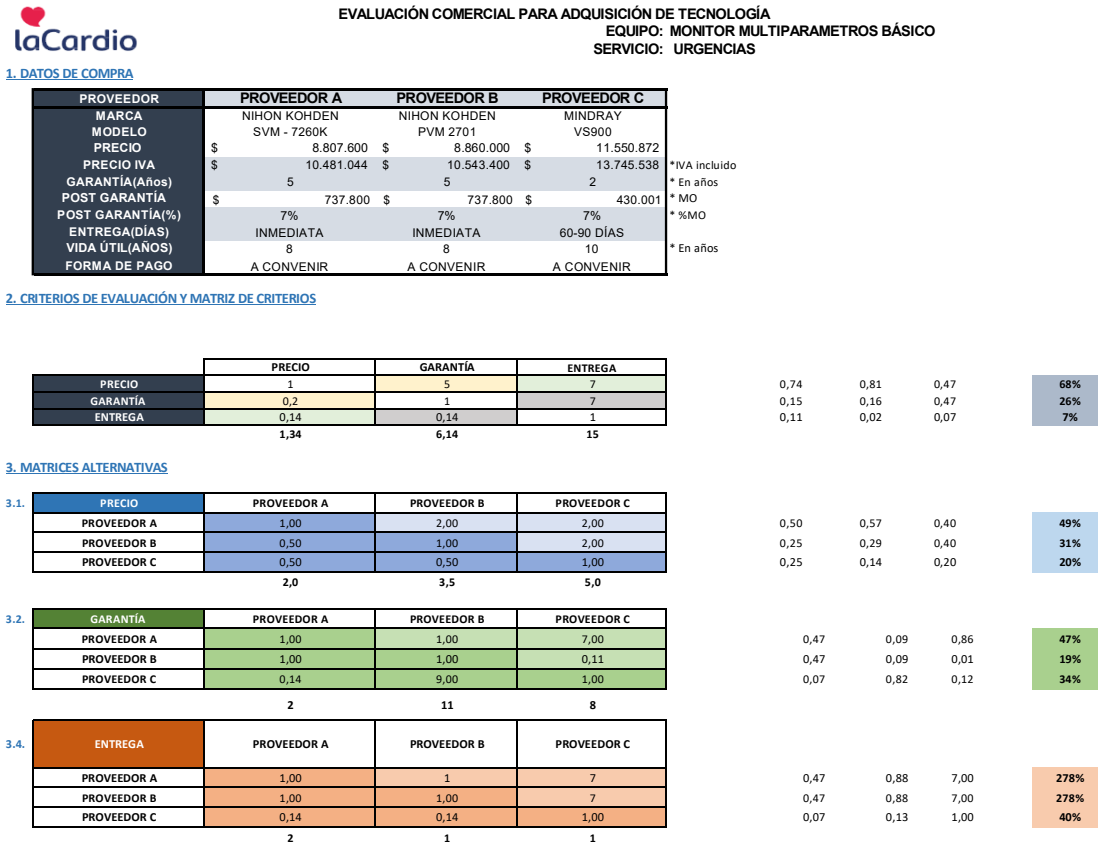 laCardio
EVALUACIÓN COMERCIAL PARA ADQUISICIÓN DE TECNOLOGÍA
EQUIPO: MONITOR MULTIPARAMETROS BÁSICO
SERVICIO: URGENCIAS
1. DATOS DE COMPRA
PROVEEDOR PROVEEDOR A PROVEEDOR B PROVEEDOR C
MARCA NIHON KOHDEN NIHON KOHDEN MINDRAY
MODELO SVM - 7260K PVM 2701 VS900
PRECIO $ 8.807.600 $ 8.860.000 $ 11.550.872
PRECIO IVA $ 10.481.044 $ 10.543.400 $ 13.745.538 *IVA incluido
GARANTÍA(Años) 5 5 2 * En años
POST GARANTÍA $ 737.800 $ 737.800 $ 430.001 * MO
POST GARANTÍA(%) 7% 7% 7% * %MO
ENTREGA(DÍAS) INMEDIATA INMEDIATA 60-90 DÍAS
VIDA ÚTIL(AÑOS) 8 8 10 * En años
FORMA DE PAGO A CONVENIR A CONVENIR A CONVENIR
2. CRITERIOS DE EVALUACIÓN Y MATRIZ DE CRITERIOS
PRECIO GARANTÍA ENTREGA
PRECIO 1 5 7 0,74 0,81 0,47 68%
GARANTÍA 0,2 1 7 0,15 0,16 0,47 26%
ENTREGA 0,14 0,14 1 0,11 0,02 0,07 7%
1,34 6,14 15
3. MATRICES ALTERNATIVAS
3.1. PRECIO PROVEEDOR A PROVEEDOR B PROVEEDOR C
PROVEEDOR A 1,00 2,00 2,00 0,50 0,57 0,40 49%
PROVEEDOR B 0,50 1,00 2,00 0,25 0,29 0,40 31%
PROVEEDOR C 0,50 0,50 1,00 0,25 0,14 0,20 20%
2,0 3,5 5,0
3.2. GARANTÍA PROVEEDOR A PROVEEDOR B PROVEEDOR C
PROVEEDOR A 1,00 1,00 7,00 0,47 0,09 0,86 47%
PROVEEDOR B 1,00 1,00 0,11 0,47 0,09 0,01 19%
PROVEEDOR C 0,14 9,00 1,00 0,07 0,82 0,12 34%
2 11 8
3.4. ENTREGA PROVEEDOR A PROVEEDOR B PROVEEDOR C
PROVEEDOR A 1,00 1 7 0,47 0,88 7,00 278%
PROVEEDOR B 1,00 1,00 7 0,47 0,88 7,00 278%
PROVEEDOR C 0,14 0,14 1,00 0,07 0,13 1,00 40%
2 1 1